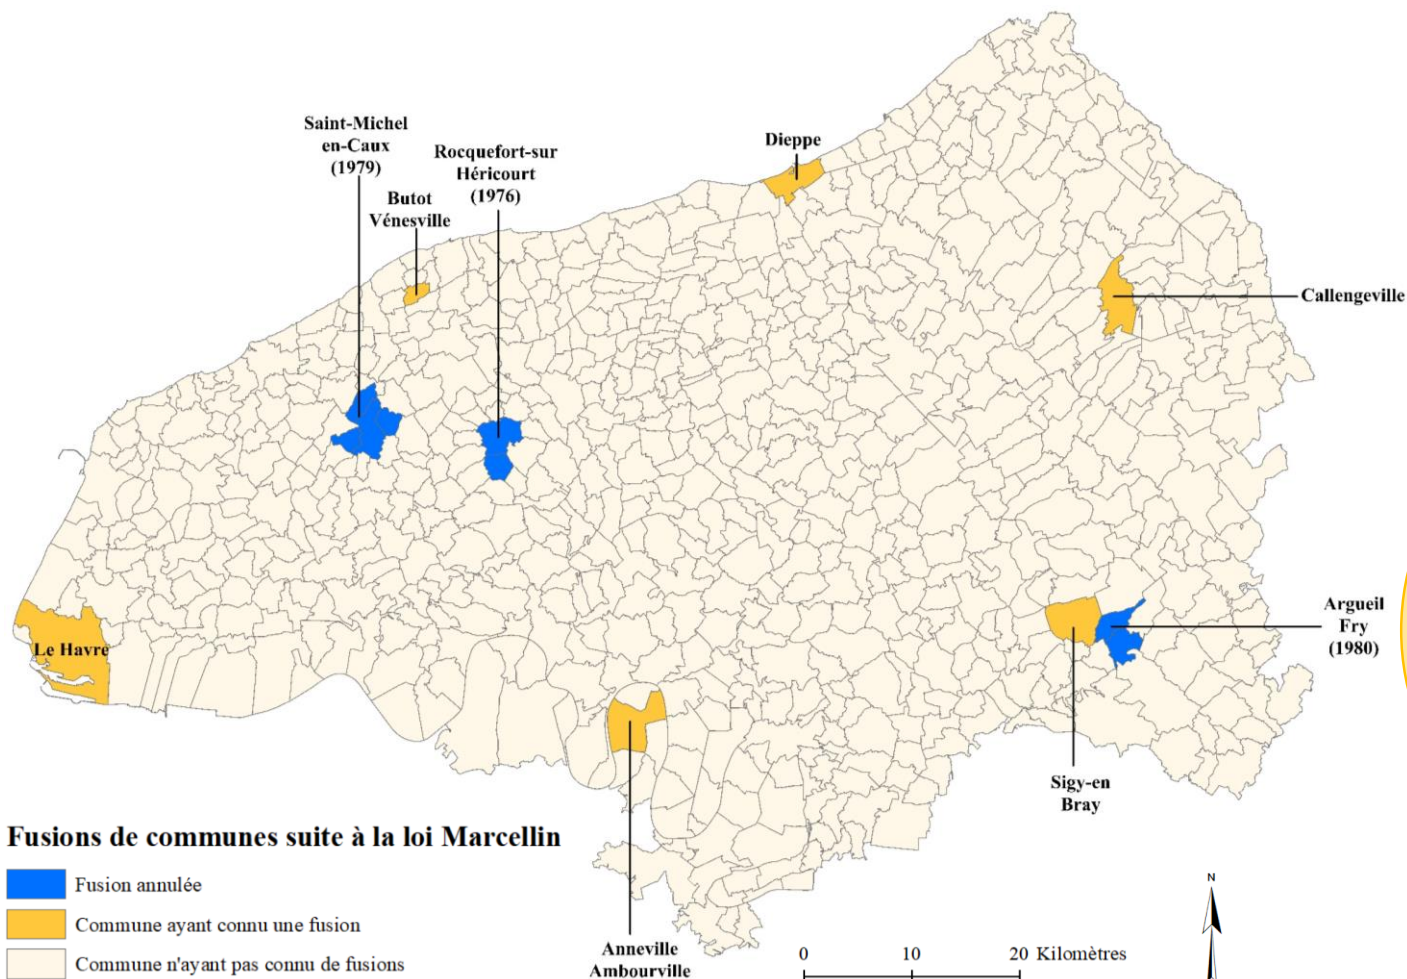 Saint-Michel
en-Caux
(1979)
Rocquefort-sur
Héricourt
(1976)
Butot
Vénesville
Dieppe
Callengeville
Argueil
Fry
(1980)
Le Havre
Sigy-en
Bray
Anneville
Ambourville
Fusions de communes suite à la loi Marcellin
Fusion annulée
Commune ayant connu une fusion
Commune n'ayant pas connu de fusions
0 10 20 Kilomètres
N